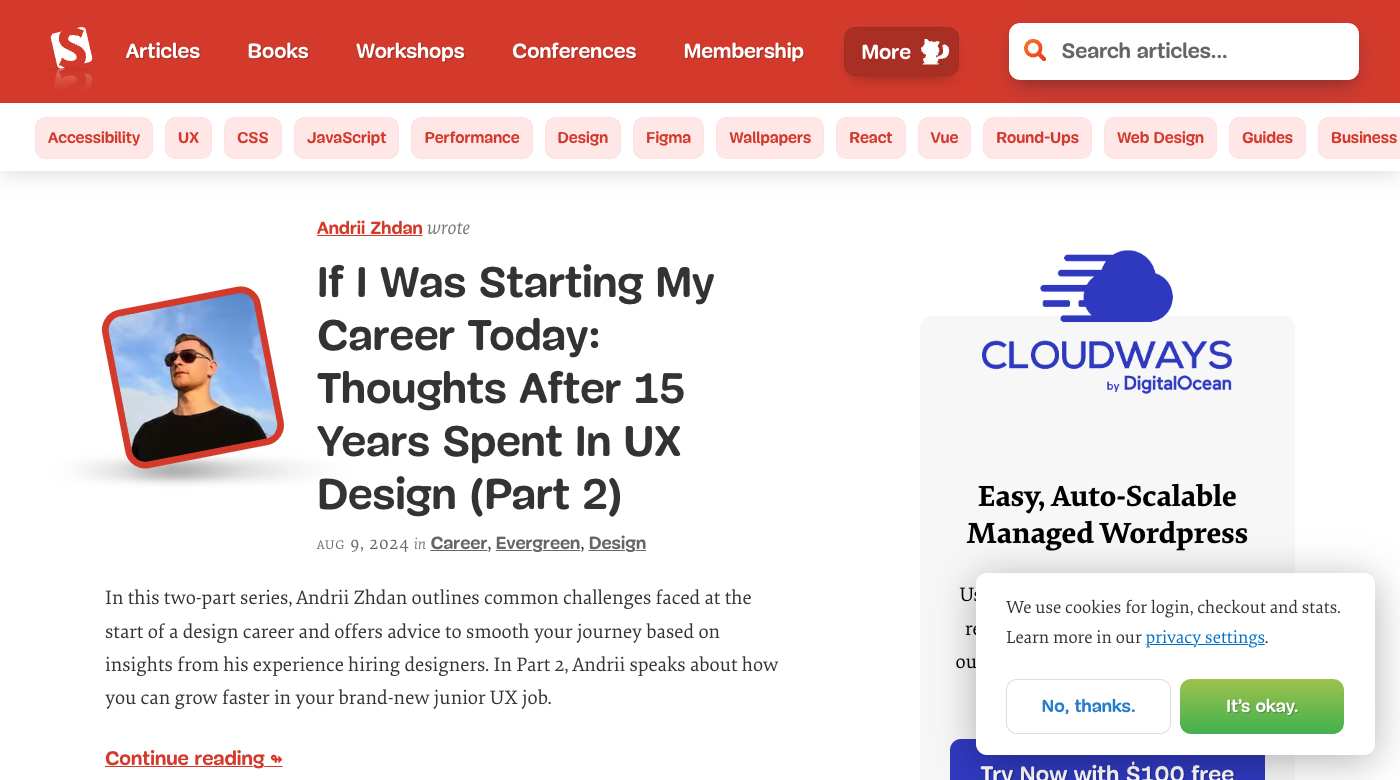 Articles Books Workshops Conferences Membership More Search articles...
Accessibility UX CSS JavaScript Performance Design Figma Wallpapers React Vue Round-Ups Web Design Guides Business
Andrii Zhdan wrote
If I Was Starting My
Career Today:
Thoughts After 15
Years Spent In UX
Design (Part 2)
AUG 9, 2024 in Career, Evergreen, Design
In this two-part series, Andrii Zhdan outlines common challenges faced at the
start of a design career and offers advice to smooth your journey based on
insights from his experience hiring designers. In Part 2, Andrii speaks about how
you can grow faster in your brand-new junior UX job.
Continue reading ↬
CLOUDWAYS
by DigitalOcean
Easy, Auto-Scalable
Managed Wordpress
We use cookies for login, checkout and stats.
Learn more in our privacy settings.
No, thanks. It's okay.
Try Now with $100 free